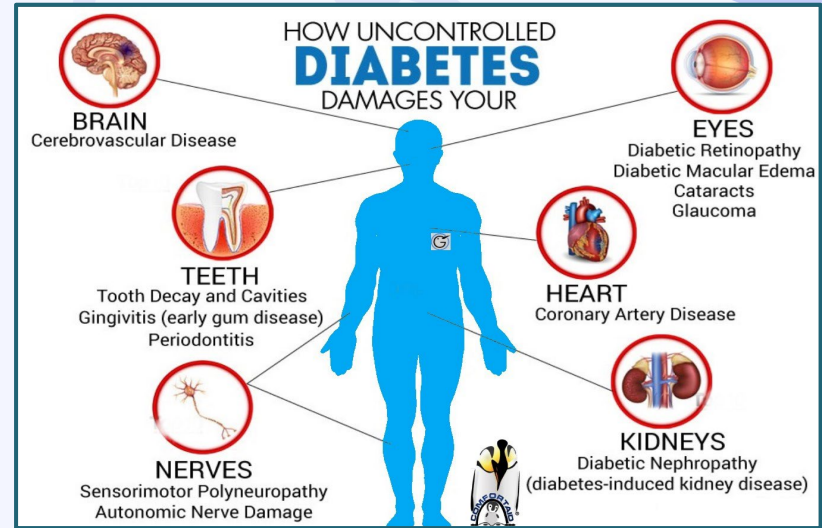 HOW UNCONTROLLED
DIABETES
DAMAGES YOUR
BRAIN
Cerebrovascular Disease
EYES
Diabetic Retinopathy
Diabetic Macular Edema
Cataracts
Glaucoma
TEETH
Tooth Decay and Cavities
Gingivitis (early gum disease)
Periodontitis
HEART
Coronary Artery Disease
NERVES
Sensorimotor Polyneuropathy
Autonomic Nerve Damage
KIDNEYS
Diabetic Nephropathy
(diabetes-induced kidney disease)
G
COMFORTAID